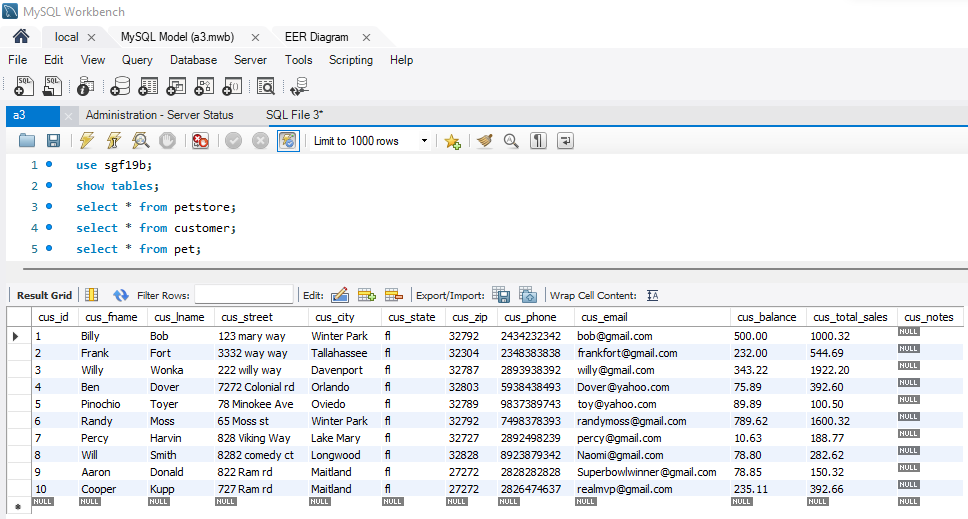 MySQL Workbench
local MySQL Model (a3.mwb) EER Diagram
File Edit View Query Database Server Tools Scripting Help
a3 Administration - Server Status SQL File 3*
Limit to 1000 rows
1 use sgf19b;
2 show tables;
3 select * from petstore;
4 select * from customer;
5 select * from pet;
Result Grid Filter Rows: Edit: Export/Import: Wrap Cell Content: IA
cus_id cus_fname cus_lname cus_street cus_city cus_state cus_zip cus_phone cus_email cus_balance cus_total_sales cus_notes
1 Billy Bob 123 mary way Winter Park fl 32792 2434232342 bob@gmail.com 500.00 1000.32 NULL
2 Frank Fort 3332 way way Tallahassee fl 32304 2348383838 frankfort@gmail.com 232.00 544.69 NULL
3 Willy Wonka 222 willy way Davenport fl 32787 2893938392 willy@gmail.com 343.22 1922.20 NULL
4 Ben Dover 7272 Colonial rd Orlando fl 32803 5938438493 Dover@yahoo.com 75.89 392.60 NULL
5 Pinochio Toyer 78 Minokee Ave Oviedo fl 32789 9837389743 toy@yahoo.com 89.89 100.50 NULL
6 Randy Moss 65 Moss st Winter Park fl 32792 7498378393 randymoss@gmail.com 789.62 1600.32 NULL
7 Percy Harvin 828 Viking Way Lake Mary fl 32727 2892498239 percy@gmail.com 10.63 188.77 NULL
8 Will Smith 8282 comedy ct Longwood fl 32828 8923879342 Naomi@gmail.com 78.80 282.62 NULL
9 Aaron Donald 822 Ram rd Maitland fl 27272 2828282828 Superbowlwinner@gmail.com 78.85 150.32 NULL
10 Cooper Kupp 727 Ram rd Maitland fl 27272 2826474637 realmvp@gmail.com 235.11 392.66 NULL
NULL NULL NULL NULL NULL NULL NULL NULL NULL NULL NULL NULL